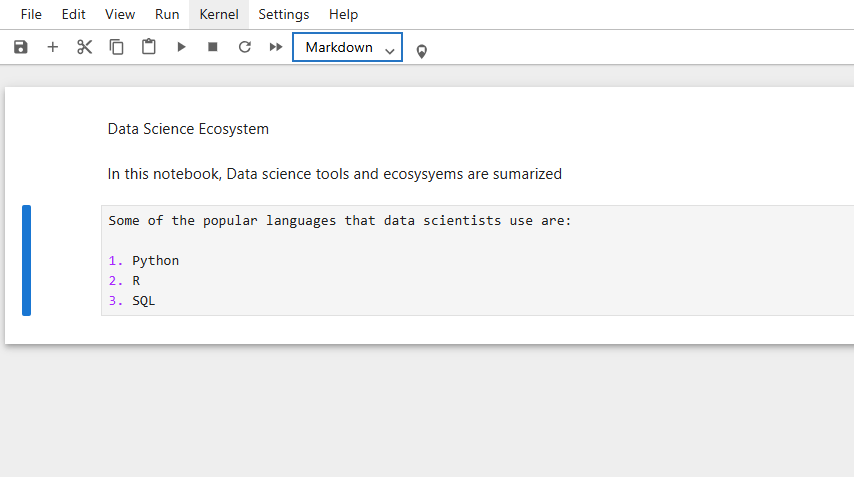 File Edit View Run Kernel Settings Help
Markdown
Data Science Ecosystem
In this notebook, Data science tools and ecosysyems are sumarized
Some of the popular languages that data scientists use are:
1. Python
2. R
3. SQL